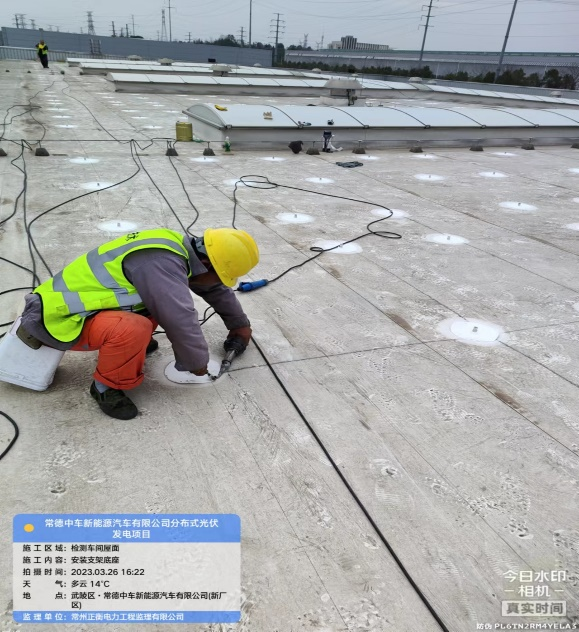 常德中车新能源汽车有限公司分布式光伏
发电项目
施工区域：检测车间屋面
施工内容：安装支架底座
拍摄时间：2023.03.26 16:22
天 气：多云 14℃
地 点：武陵区·常德中车新能源汽车有限公司(新厂
区)
监理单位：常州正衡电力工程监理有限公司
今日水印
相机
真实时间
防伪 PL6TN2RM4YELA3